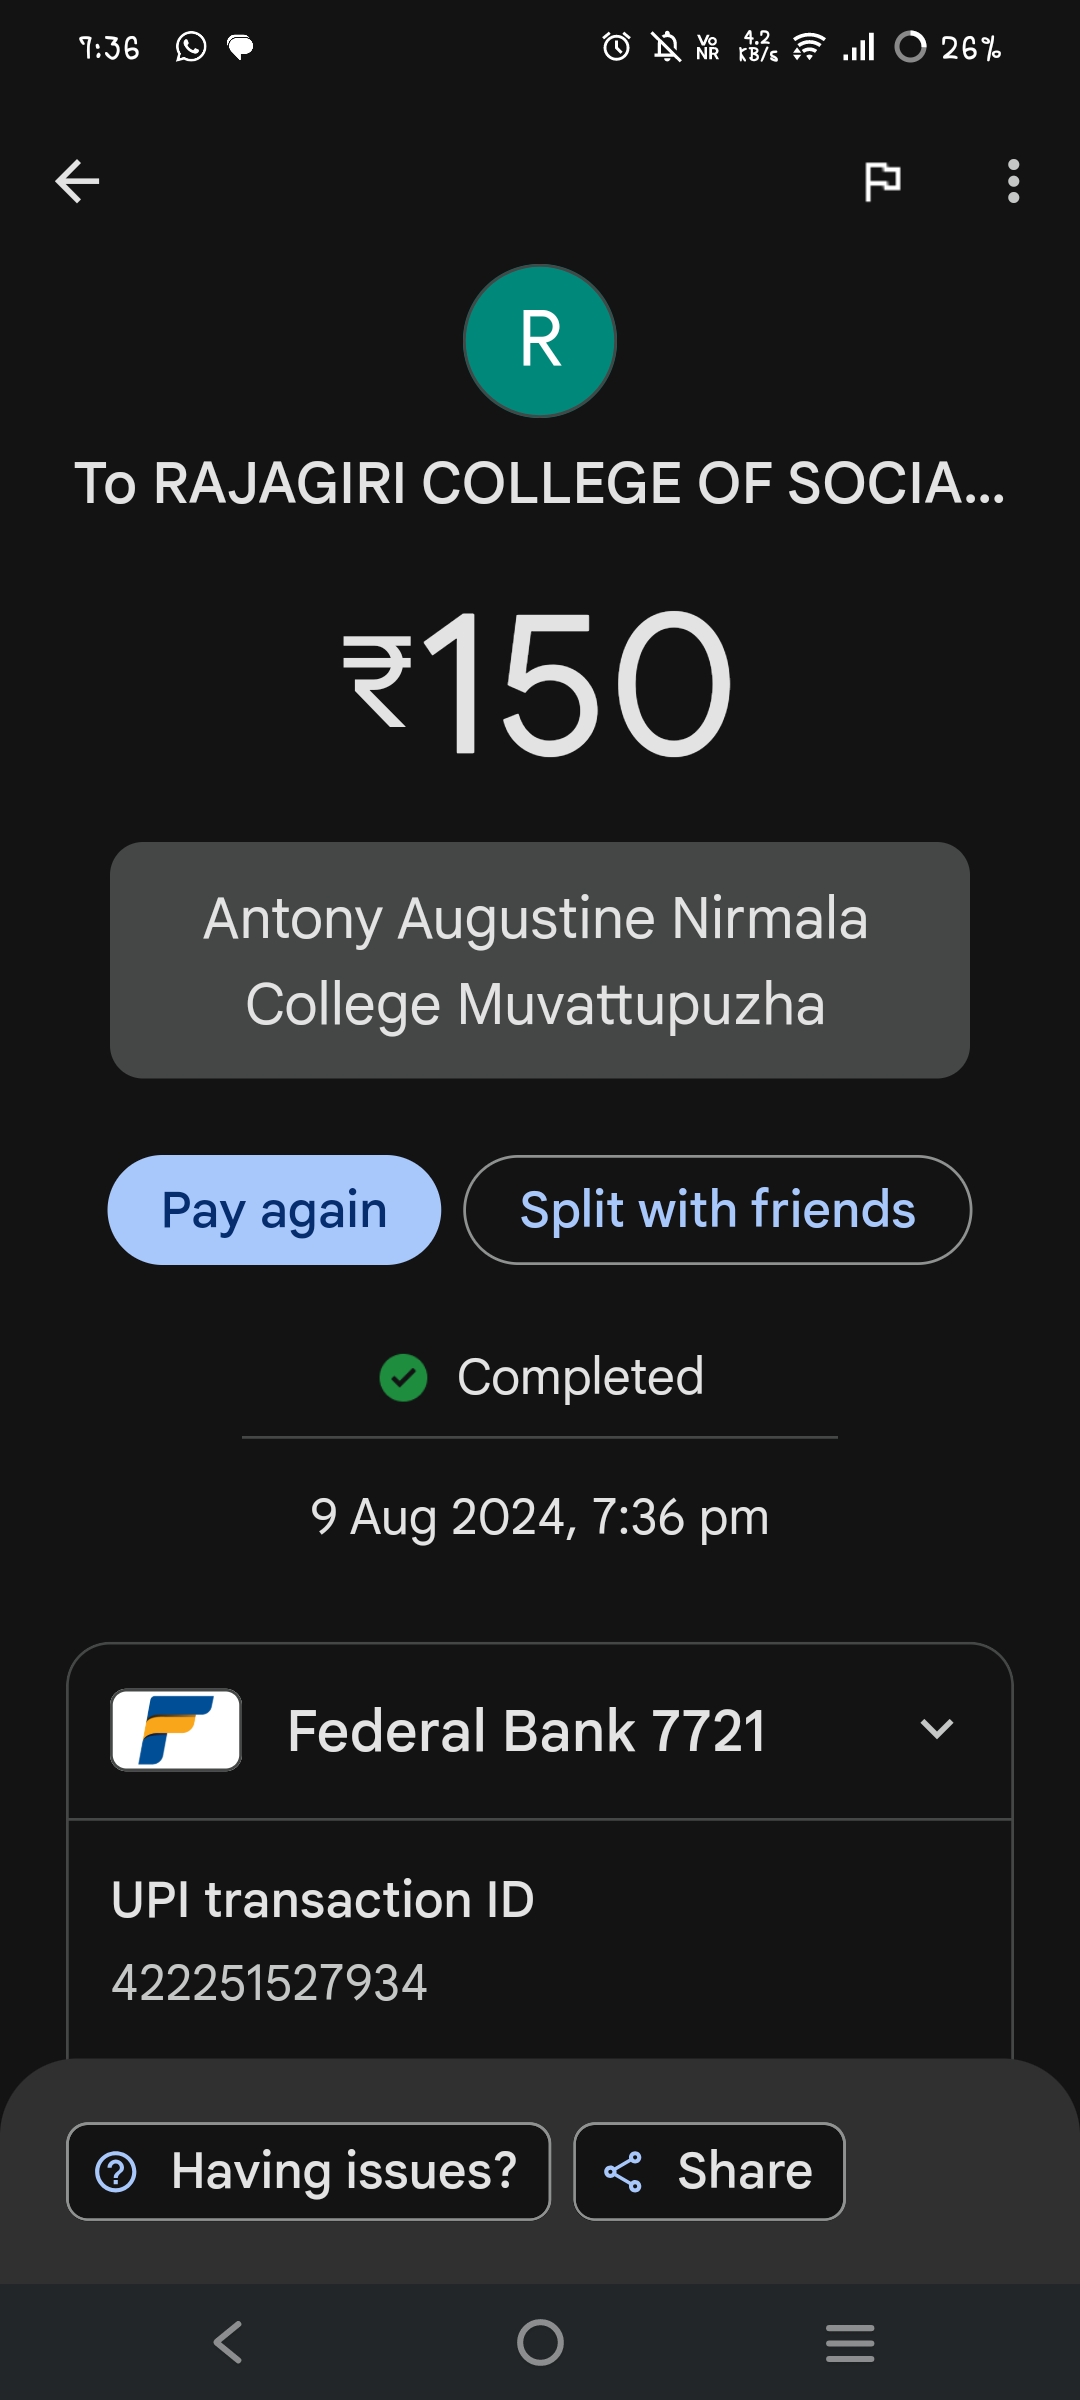 7:36
Vo
NR
4.2
KB/s
26%
R
To RAJAGIRI COLLEGE OF SOCIA...
₹150
Antony Augustine Nirmala
College Muvattupuzha
Pay again
Split with friends
Completed
9 Aug 2024, 7:36 pm
Federal Bank 7721
UPI transaction ID
422251527934
Having issues?
Share